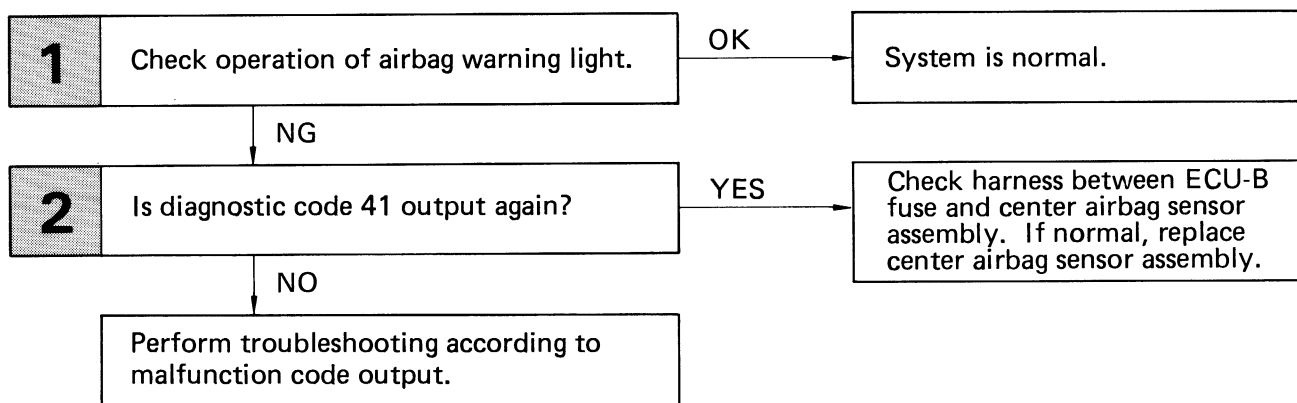 1
Check operation of airbag warning light.
OK
System is normal.
NG
2
Is diagnostic code 41 output again?
YES
Check harness between ECU-B
fuse and center airbag sensor
assembly. If normal, replace
center airbag sensor assembly.
NO
Perform troubleshooting according to
malfunction code output.